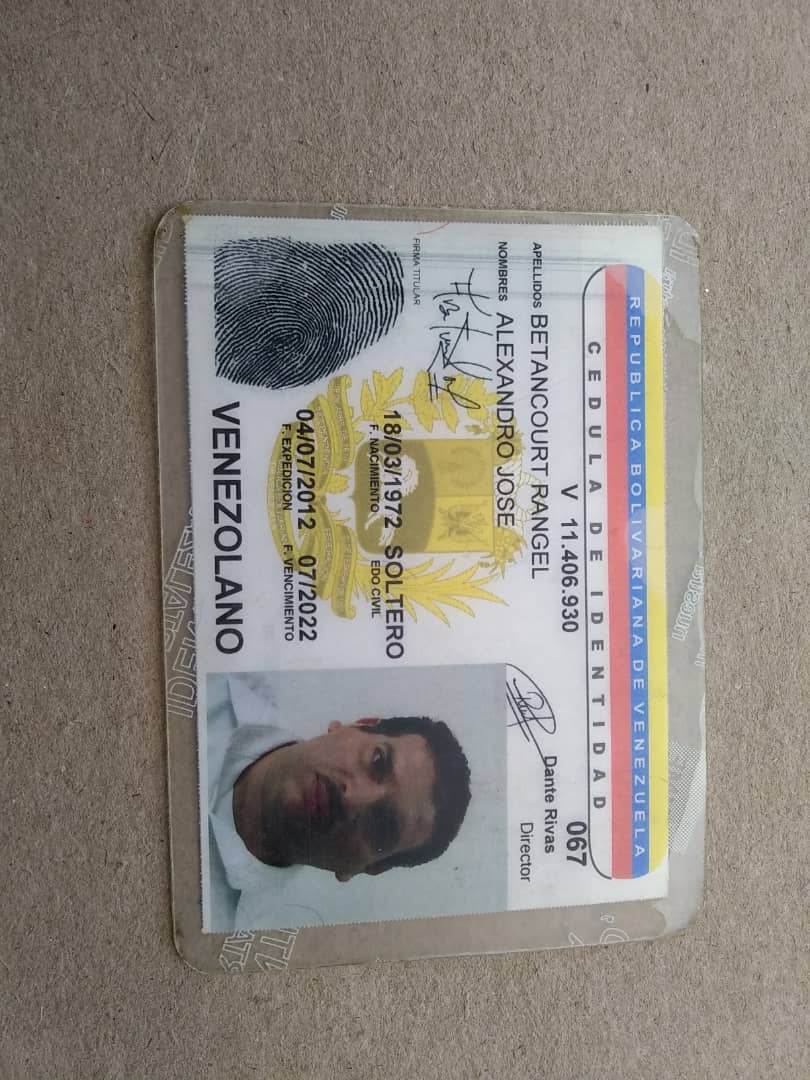 REPUBLICA BOLIVARIANA DE VENEZUELA
CEDULA DE IDENTIDAD
V 11.406.930
067
APELLIDOS BETANCOURT RANGEL
Dante Rivas
Director
NOMBRES ALEXANDRO JOSE
FIRMA TITULAR
18/03/1972 SOLTERO
F. NACIMIENTO EDO CIVIL
04/07/2012 07/2022
F. EXPEDICION F. VENCIMIENTO
VENEZOLANO